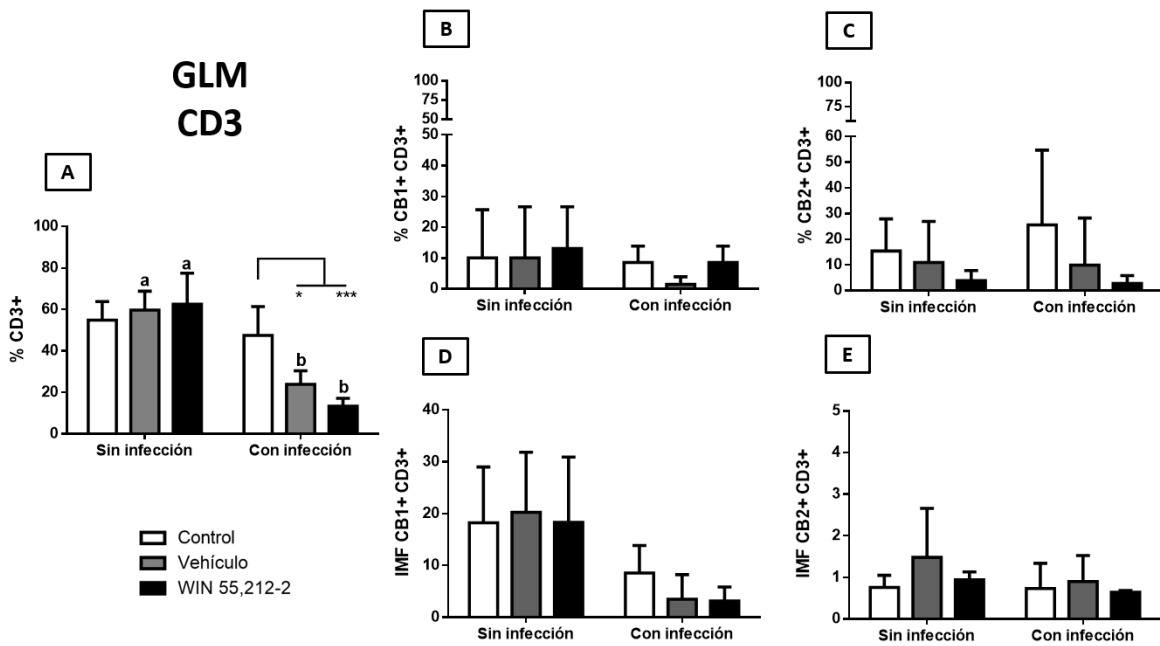 GLM
CD3
A
% CD3+
100
80
60
40
20
0
a
a
*
***
b
b
Sin infección
Con infección
Control
Vehículo
WIN 55,212-2
B
% CB1+ CD3+
100
75
50
50
40
30
20
10
0
Sin infección
Con infección
C
% CB2+ CD3+
100
75
60
50
40
30
20
10
0
Sin infección
Con infección
D
IMF CB1+ CD3+
40
30
20
10
0
Sin infección
Con infección
E
IMF CB2+ CD3+
5
4
3
2
1
0
Sin infección
Con infección